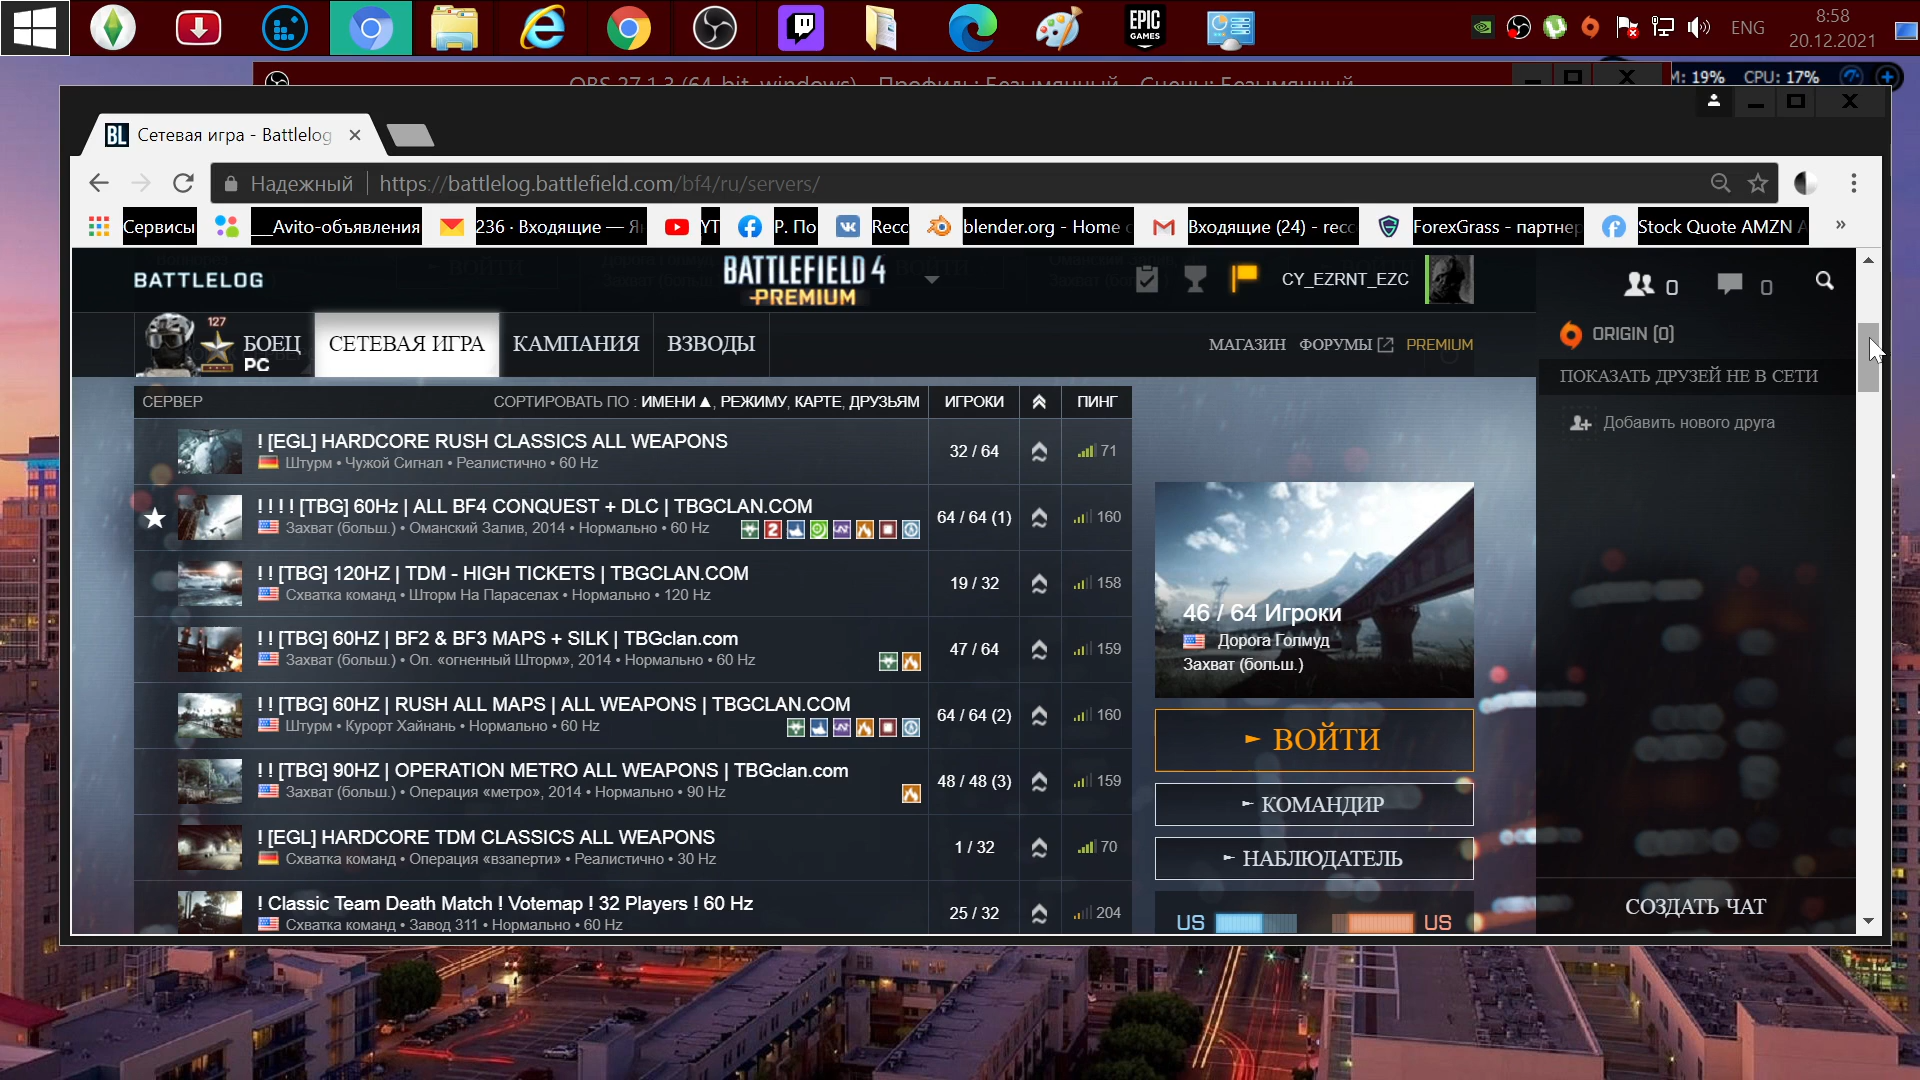 EPIC GAMES
ENG
8:58
20.12.2021
OBS 27.1.3 (64-bit, windows) - Профиль: Безымянный - Сцены: Безымянный
M: 19% CPU: 17%
BL Сетевая игра - Battlelog
Надежный https://battlelog.battlefield.com/bf4/ru/servers/
Сервисы __Avito-объявления 236 · Входящие — Я YT Р. По Recc blender.org - Home Входящие (24) - recc ForexGrass - партнер Stock Quote AMZN A »
BATTLELOG
BATTLEFIELD 4
PREMIUM
CY_EZRNT_EZC
0 0
127
БОЕЦ
PC
СЕТЕВАЯ ИГРА КАМПАНИЯ ВЗВОДЫ
МАГАЗИН ФОРУМЫ PREMIUM
ORIGIN (0)
ПОКАЗАТЬ ДРУЗЕЙ НЕ В СЕТИ
Добавить нового друга
СЕРВЕР СОРТИРОВАТЬ ПО : ИМЕНИ▲, РЕЖИМУ, КАРТЕ, ДРУЗЬЯМ ИГРОКИ ПИНГ
! [EGL] HARDCORE RUSH CLASSICS ALL WEAPONS
Штурм • Чужой Сигнал • Реалистично • 60 Hz
32 / 64 71
! ! ! ! [TBG] 60Hz | ALL BF4 CONQUEST + DLC | TBGCLAN.COM
Захват (больш.) • Оманский Залив, 2014 • Нормально • 60 Hz
64 / 64 (1) 160
! ! [TBG] 120HZ | TDM - HIGH TICKETS | TBGCLAN.COM
Схватка команд • Шторм На Параселах • Нормально • 120 Hz
19 / 32 158
! ! [TBG] 60HZ | BF2 & BF3 MAPS + SILK | TBGclan.com
Захват (больш.) • Оп. «огненный Шторм», 2014 • Нормально • 60 Hz
47 / 64 159
! ! [TBG] 60HZ | RUSH ALL MAPS | ALL WEAPONS | TBGCLAN.COM
Штурм • Курорт Хайнань • Нормально • 60 Hz
64 / 64 (2) 160
! ! [TBG] 90HZ | OPERATION METRO ALL WEAPONS | TBGclan.com
Захват (больш.) • Операция «метро», 2014 • Нормально • 90 Hz
48 / 48 (3) 159
! [EGL] HARDCORE TDM CLASSICS ALL WEAPONS
Схватка команд • Операция «взаперти» • Реалистично • 30 Hz
1 / 32 70
! Classic Team Death Match ! Votemap ! 32 Players ! 60 Hz
Схватка команд • Завод 311 • Нормально • 60 Hz
25 / 32 204
46 / 64 Игроки
Дорога Голмуд
Захват (больш.)
ВОЙТИ
КОМАНДИР
НАБЛЮДАТЕЛЬ
US US
СОЗДАТЬ ЧАТ